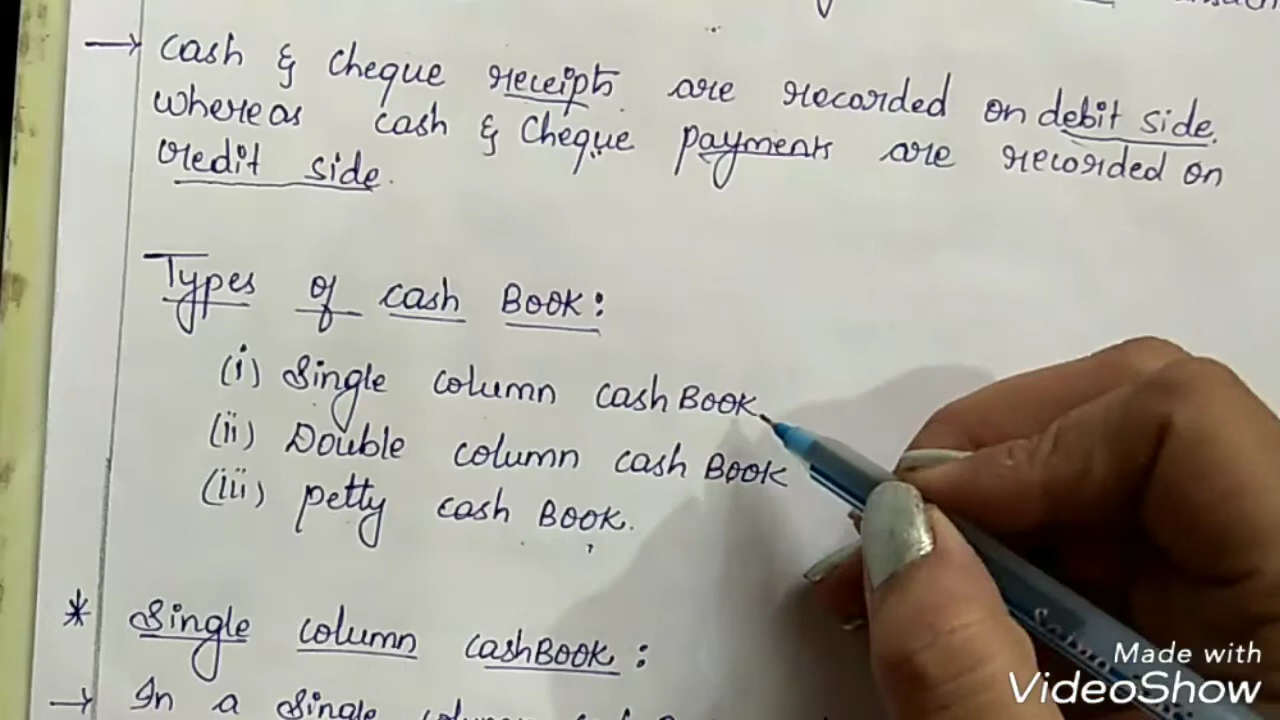 → Cash & Cheque receipts are recorded on debit side.
whereas cash & Cheque payments are recorded on
credit side.
Types of cash Book:
(i) Single column cash Book
(ii) Double column cash Book
(iii) petty cash Book.
* Single column cash Book:
→ In a Single
Made with
VideoShow